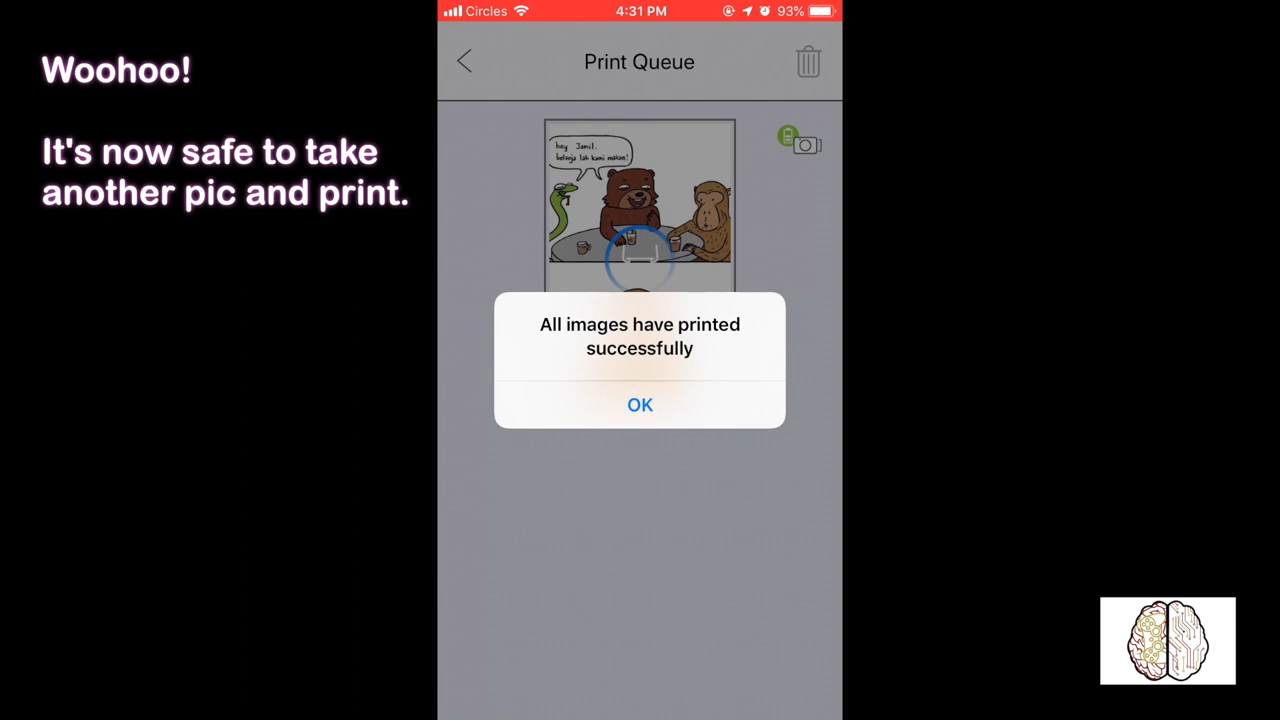 Woohoo!
It's now safe to take
another pic and print.
Circles
4:31 PM
93%
Print Queue
hey Jamil.
belanja lah kami makan!
All images have printed
successfully
OK